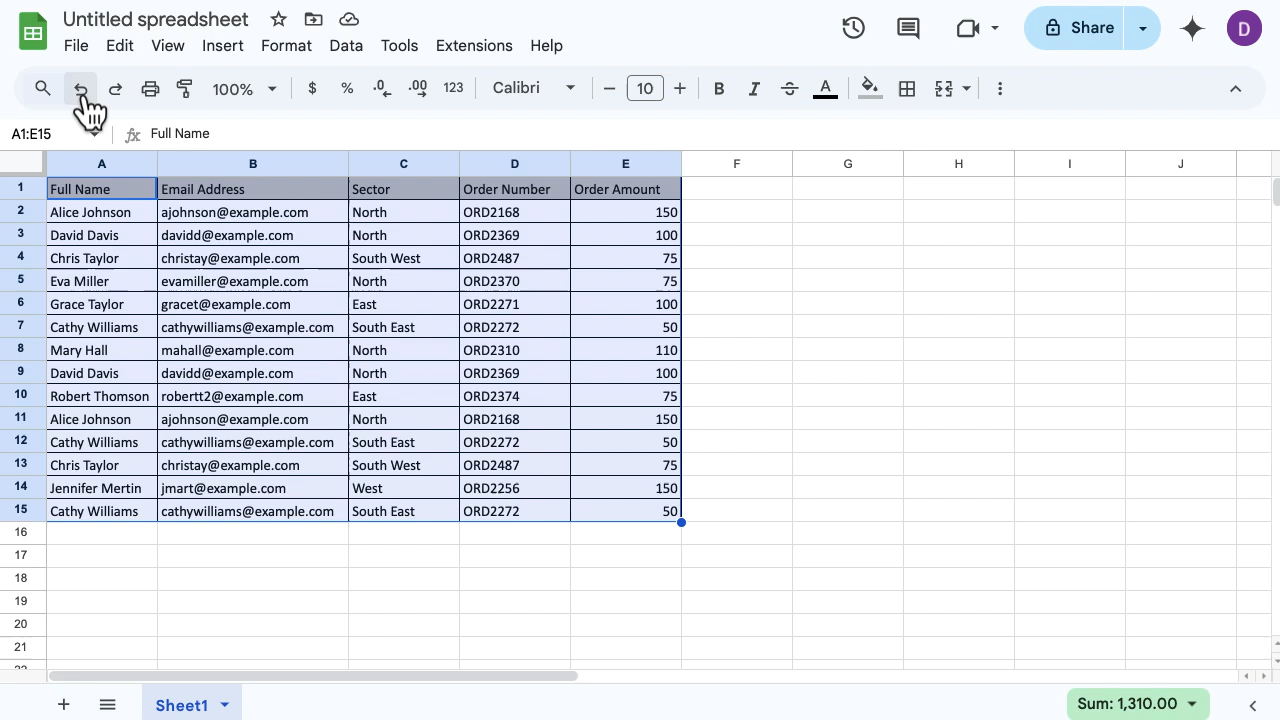 Untitled spreadsheet
File Edit View Insert Format Data Tools Extensions Help
Share
D
100% $ % .0 .00 123 Calibri 10 B I S A
A1:E15 fx Full Name
A B C D E F G H I J
1 Full Name Email Address Sector Order Number Order Amount
2 Alice Johnson ajohnson@example.com North ORD2168 150
3 David Davis davidd@example.com North ORD2369 100
4 Chris Taylor christay@example.com South West ORD2487 75
5 Eva Miller evamiller@example.com North ORD2370 75
6 Grace Taylor gracet@example.com East ORD2271 100
7 Cathy Williams cathywilliams@example.com South East ORD2272 50
8 Mary Hall mahall@example.com North ORD2310 110
9 David Davis davidd@example.com North ORD2369 100
10 Robert Thomson robertt2@example.com East ORD2374 75
11 Alice Johnson ajohnson@example.com North ORD2168 150
12 Cathy Williams cathywilliams@example.com South East ORD2272 50
13 Chris Taylor christay@example.com South West ORD2487 75
14 Jennifer Mertin jmart@example.com West ORD2256 150
15 Cathy Williams cathywilliams@example.com South East ORD2272 50
16
17
18
19
20
21
22
Sheet1 Sum: 1,310.00